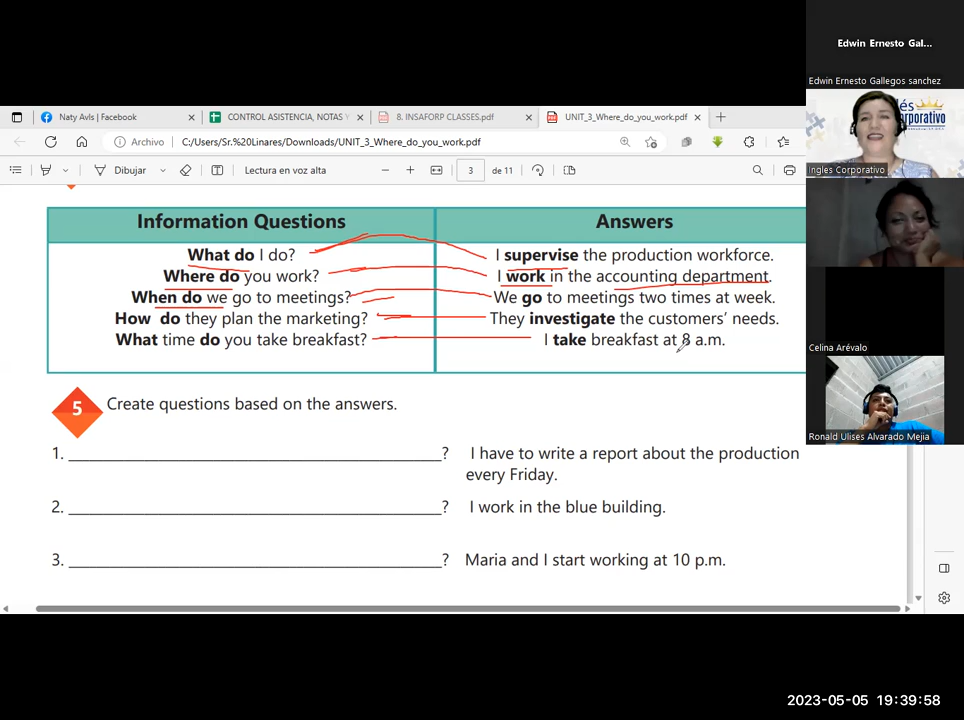 Edwin Ernesto Gal...
Edwin Ernesto Gallegos sanchez
Ingles Corporativo
Celina Arévalo
Ronald Ulises Alvarado Mejia
Naty Avls | Facebook
CONTROL ASISTENCIA, NOTAS Y
8. INSAFORP CLASSES.pdf
UNIT_3_Where_do_you_work.pdf
Archivo
C:/Users/Sr.%20Linares/Downloads/UNIT_3_Where_do_you_work.pdf
Dibujar
Lectura en voz alta
3
de 11
Information Questions
Answers
What do I do?
I supervise the production workforce.
Where do you work?
I work in the accounting department.
When do we go to meetings?
We go to meetings two times at week.
How do they plan the marketing?
They investigate the customers’ needs.
What time do you take breakfast?
I take breakfast at 8 a.m.
5
Create questions based on the answers.
1. ______________________________________________?
I have to write a report about the production
every Friday.
2. ______________________________________________?
I work in the blue building.
3. ______________________________________________?
Maria and I start working at 10 p.m.
2023-05-05 19:39:58